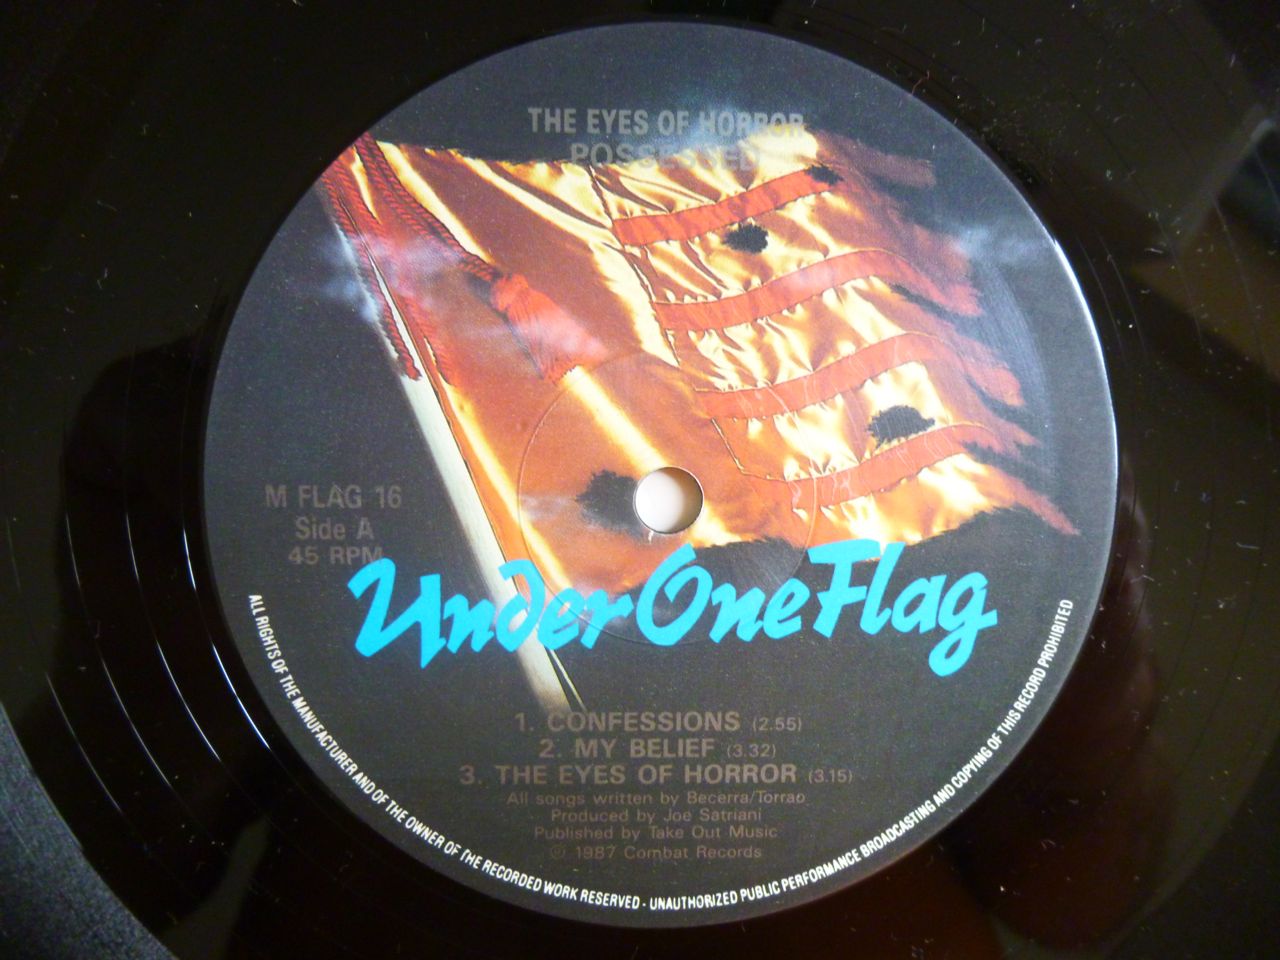 THE EYES OF HORROR
POSSESSED
M FLAG 16
Side A
45 RPM
Under One Flag
1. CONFESSIONS (2.55)
2. MY BELIEF (3.32)
3. THE EYES OF HORROR (3.15)
All songs written by Becerra/Torrao
Produced by Joe Satriani
Published by Take Out Music
℗ 1987 Combat Records
ALL RIGHTS OF THE MANUFACTURER AND OF THE OWNER OF THE RECORDED WORK RESERVED - UNAUTHORIZED PUBLIC PERFORMANCE BROADCASTING AND COPYING OF THIS RECORD PROHIBITED